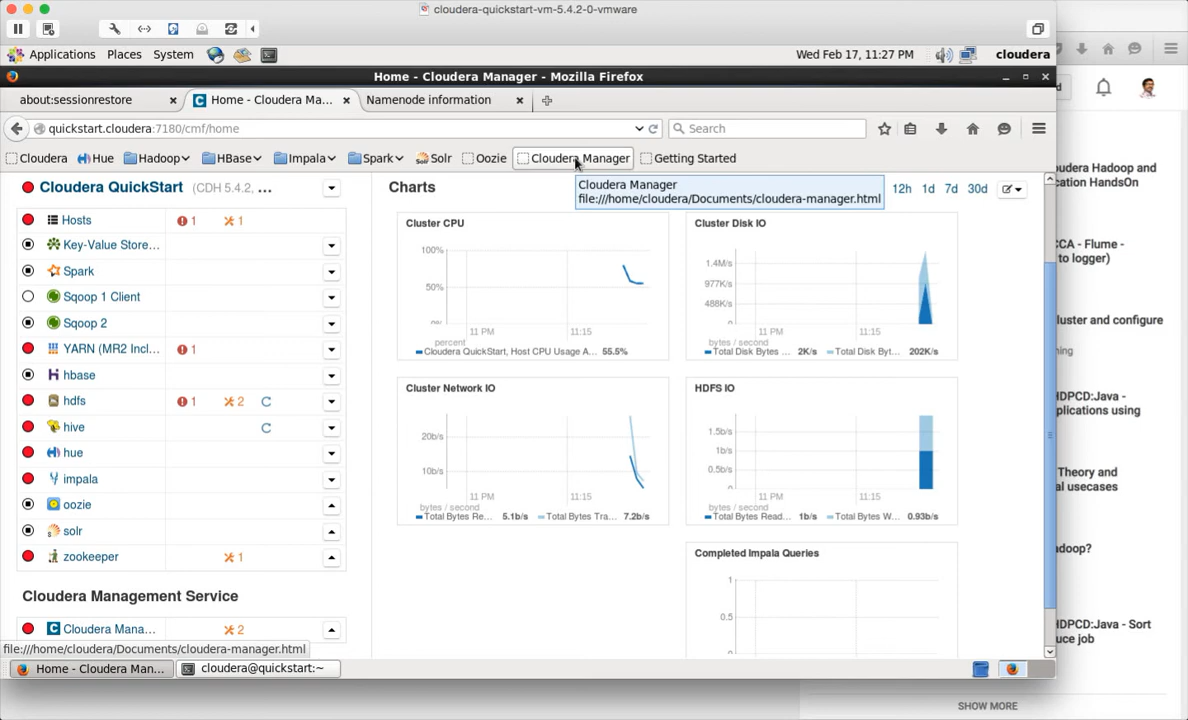 cloudera-quickstart-vm-5.4.2-0-vmware
Applications Places System Wed Feb 17, 11:27 PM cloudera
Home - Cloudera Manager - Mozilla Firefox
about:sessionrestore Home - Cloudera Ma... Namenode information
quickstart.cloudera:7180/cmf/home Search
Cloudera Hue Hadoop HBase Impala Spark Solr Oozie Cloudera Manager Getting Started
Cloudera Manager
file:///home/cloudera/Documents/cloudera-manager.html
Cloudera QuickStart (CDH 5.4.2, ...
Hosts 1 1
Key-Value Store...
Spark
Sqoop 1 Client
Sqoop 2
YARN (MR2 Incl... 1
hbase
hdfs 1 2
hive
hue
impala
oozie
solr
zookeeper 1
Cloudera Management Service
Cloudera Mana... 2
file:///home/cloudera/Documents/cloudera-manager.html
Charts 12h 1d 7d 30d
Cluster CPU
100%
50%
0%
11 PM 11:15
percent
Cloudera QuickStart, Host CPU Usage A... 55.5%
Cluster Disk IO
1.4M/s
977K/s
488K/s
0
11 PM 11:15
bytes / second
Total Disk Bytes ... 2K/s Total Disk Byt... 202K/s
Cluster Network IO
20b/s
10b/s
11 PM 11:15
bytes / second
Total Bytes Re... 5.1b/s Total Bytes Tra... 7.2b/s
HDFS IO
1.5b/s
1b/s
0.5b/s
0
11 PM 11:15
bytes / second
Total Bytes Read... 1b/s Total Bytes W... 0.93b/s
Completed Impala Queries
1
0.5
Home - Cloudera Man... cloudera@quickstart:~
d
oudera Hadoop and
cation HandsOn
CCA - Flume -
to logger)
luster and configure
HDPCD:Java -
plications using
Theory and
al usecases
adoop?
HDPCD:Java - Sort
uce job
SHOW MORE